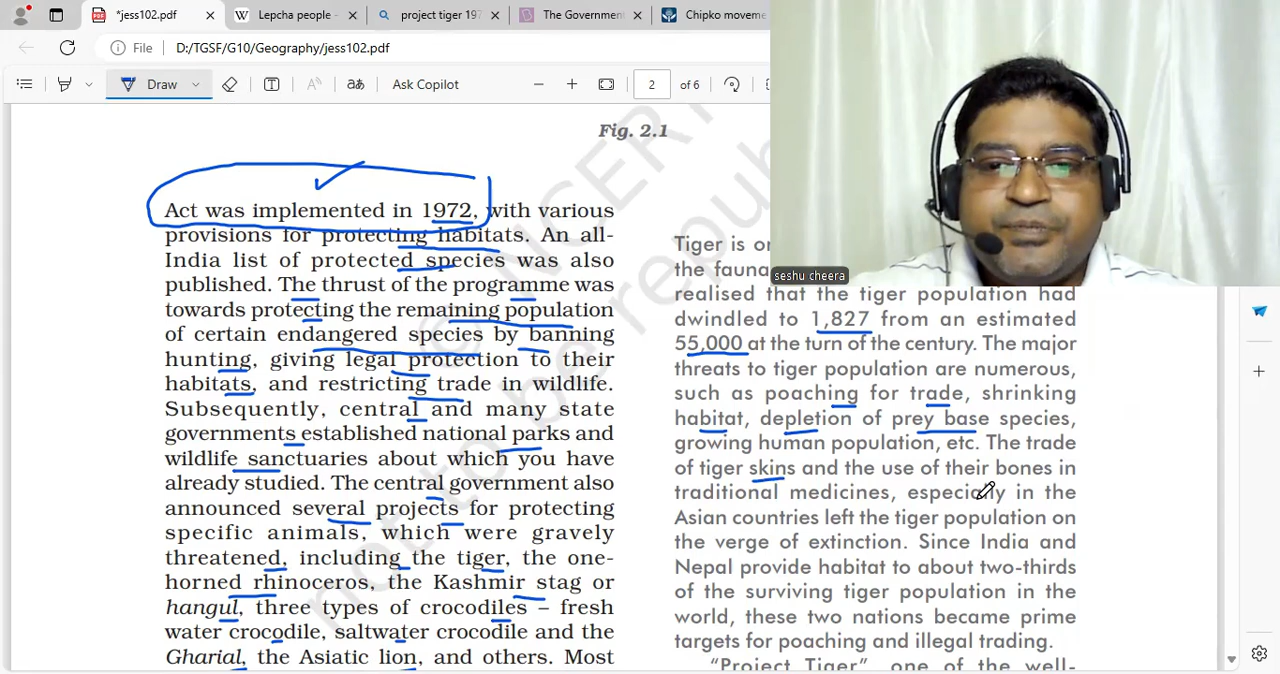 *jess102.pdf
Lepcha people -
project tiger 197
The Government
Chipko moveme
File
D:/TGSF/G10/Geography/jess102.pdf
Draw
aあ
Ask Copilot
2
of 6
Fig. 2.1
Act was implemented in 1972, with various
provisions for protecting habitats. An all-
India list of protected species was also
published. The thrust of the programme was
towards protecting the remaining population
of certain endangered species by banning
hunting, giving legal protection to their
habitats, and restricting trade in wildlife.
Subsequently, central and many state
governments established national parks and
wildlife sanctuaries about which you have
already studied. The central government also
announced several projects for protecting
specific animals, which were gravely
threatened, including the tiger, the one-
horned rhinoceros, the Kashmir stag or
hangul, three types of crocodiles – fresh
water crocodile, saltwater crocodile and the
Gharial, the Asiatic lion, and others. Most
Tiger is
the fauna
realised that the tiger population had
dwindled to 1,827 from an estimated
55,000 at the turn of the century. The major
threats to tiger population are numerous,
such as poaching for trade, shrinking
habitat, depletion of prey base species,
growing human population, etc. The trade
of tiger skins and the use of their bones in
traditional medicines, especially in the
Asian countries left the tiger population on
the verge of extinction. Since India and
Nepal provide habitat to about two-thirds
of the surviving tiger population in the
world, these two nations became prime
targets for poaching and illegal trading.
"Project Tiger", one of the well-
© NCERT
not to be republ
seshu cheera